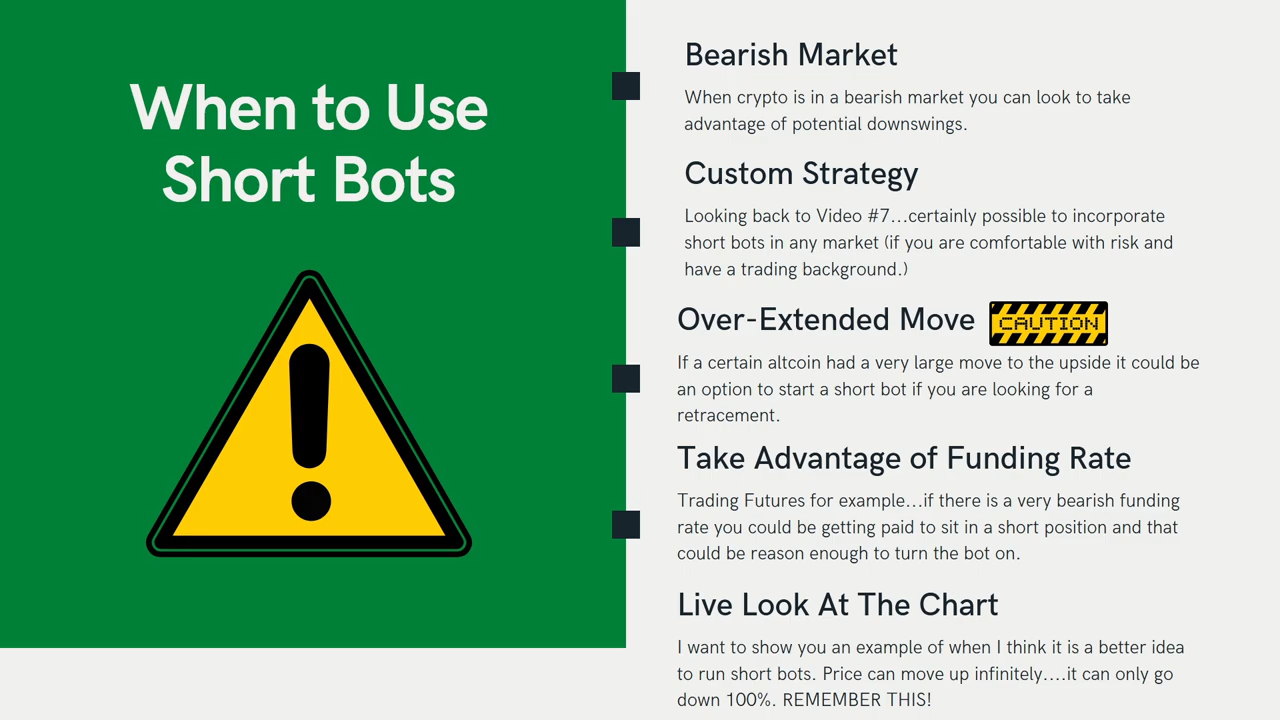 When to Use
Short Bots
Bearish Market
When crypto is in a bearish market you can look to take
advantage of potential downswings.
Custom Strategy
Looking back to Video #7...certainly possible to incorporate
short bots in any market (if you are comfortable with risk and
have a trading background.)
Over-Extended Move
CAUTION
If a certain altcoin had a very large move to the upside it could be
an option to start a short bot if you are looking for a
retracement.
Take Advantage of Funding Rate
Trading Futures for example...if there is a very bearish funding
rate you could be getting paid to sit in a short position and that
could be reason enough to turn the bot on.
Live Look At The Chart
I want to show you an example of when I think it is a better idea
to run short bots. Price can move up infinitely....it can only go
down 100%. REMEMBER THIS!